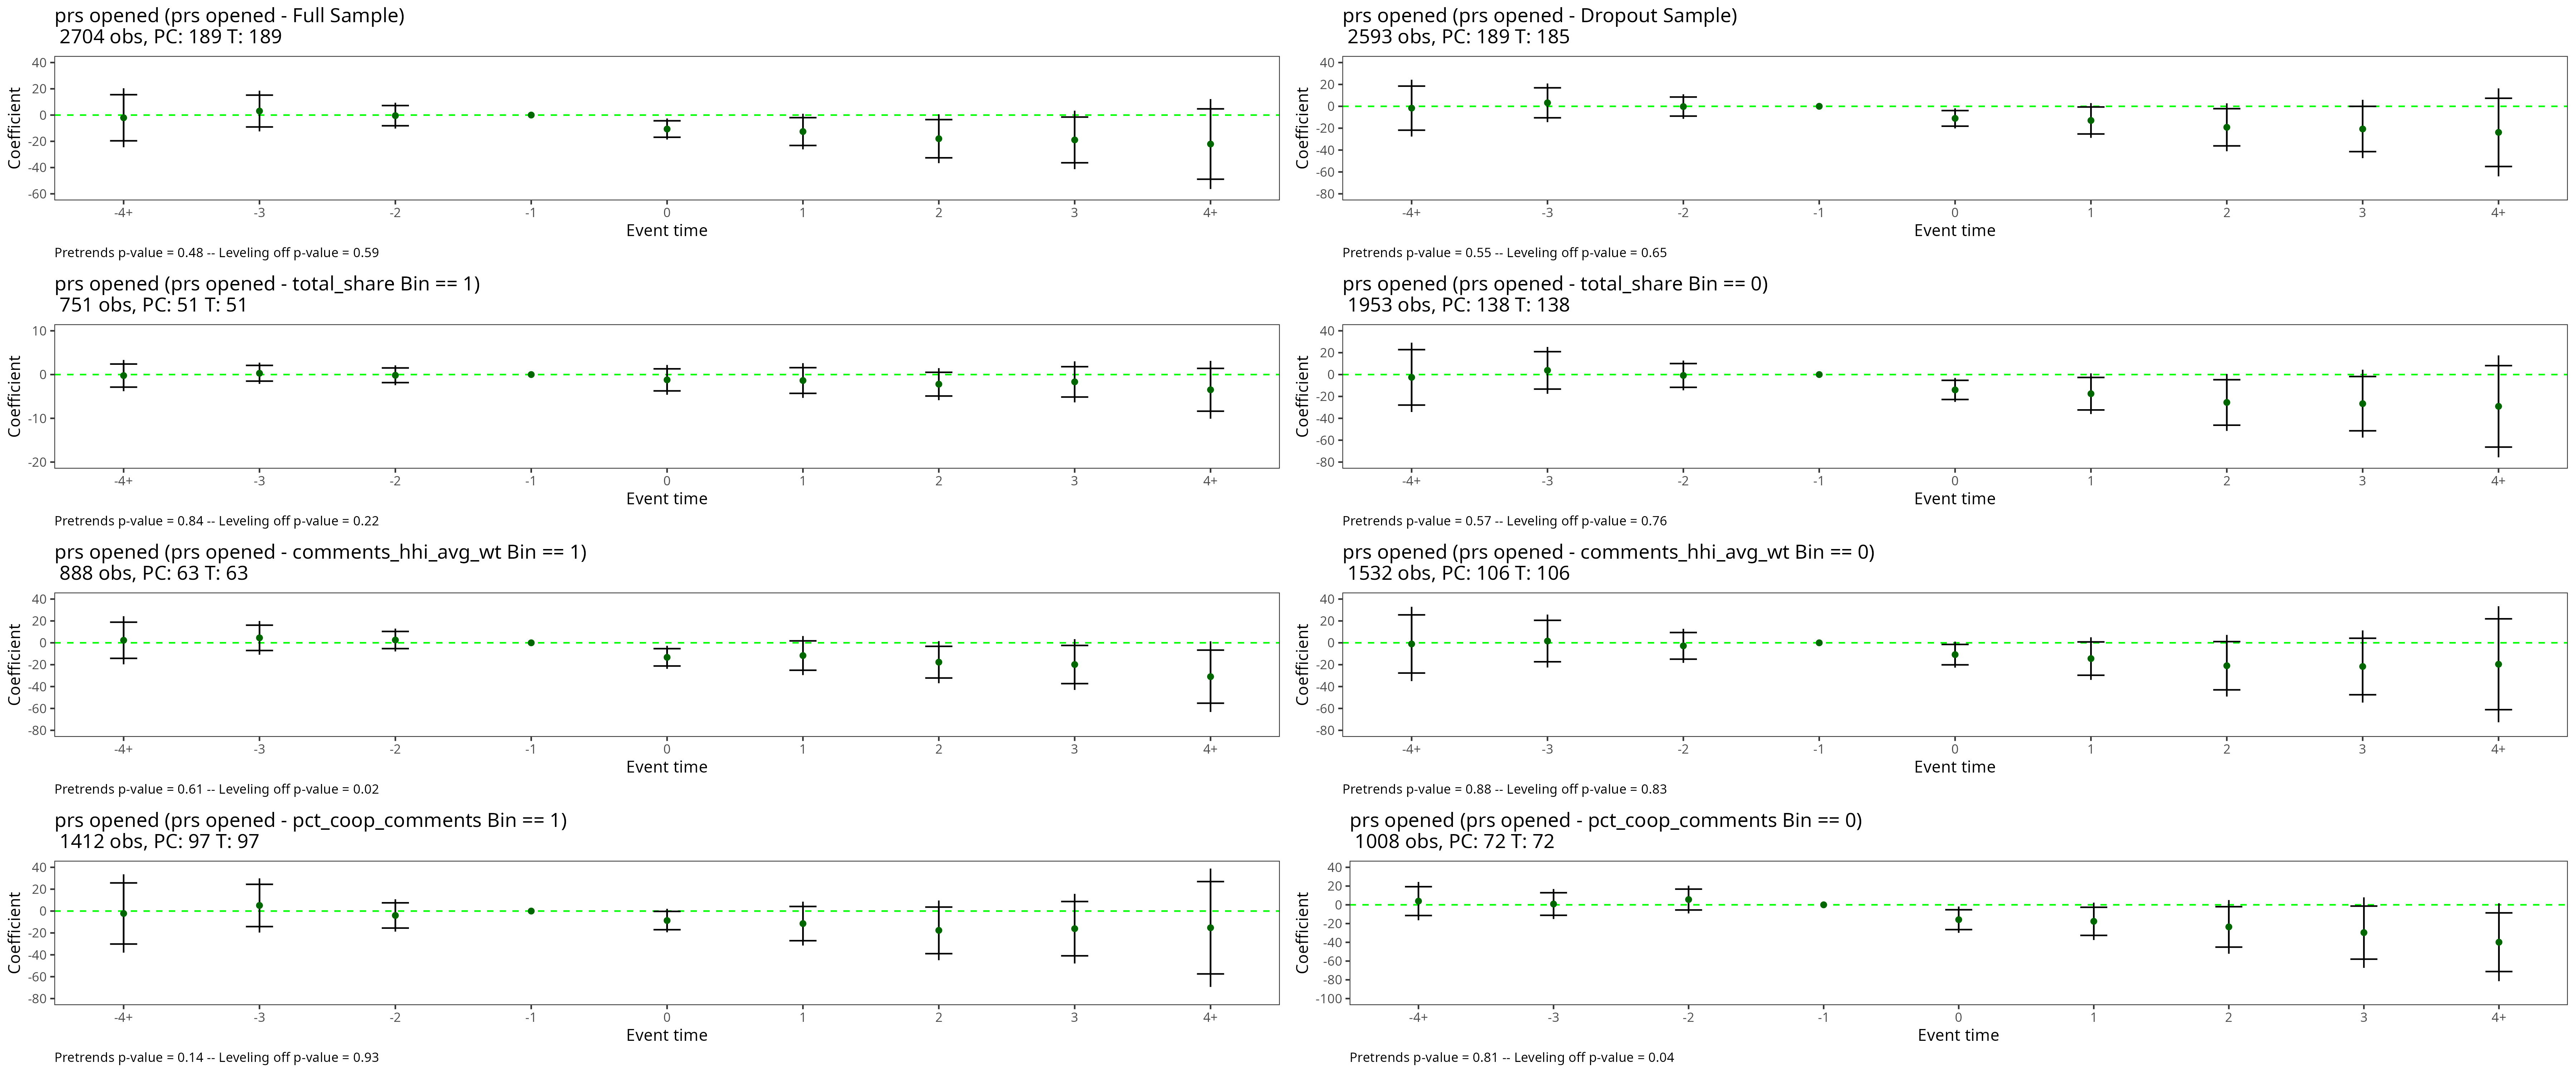 prs opened (prs opened - Full Sample)
2704 obs, PC: 189 T: 189
Coefficient
40
20
0
-20
-40
-60
-4+ -3 -2 -1 0 1 2 3 4+
Event time
Pretrends p-value = 0.48 -- Leveling off p-value = 0.59
prs opened (prs opened - Dropout Sample)
2593 obs, PC: 189 T: 185
Coefficient
40
20
0
-20
-40
-60
-80
-4+ -3 -2 -1 0 1 2 3 4+
Event time
Pretrends p-value = 0.55 -- Leveling off p-value = 0.65
prs opened (prs opened - total_share Bin == 1)
751 obs, PC: 51 T: 51
Coefficient
10
0
-10
-20
-4+ -3 -2 -1 0 1 2 3 4+
Event time
Pretrends p-value = 0.84 -- Leveling off p-value = 0.22
prs opened (prs opened - total_share Bin == 0)
1953 obs, PC: 138 T: 138
Coefficient
40
20
0
-20
-40
-60
-80
-4+ -3 -2 -1 0 1 2 3 4+
Event time
Pretrends p-value = 0.57 -- Leveling off p-value = 0.76
prs opened (prs opened - comments_hhi_avg_wt Bin == 1)
888 obs, PC: 63 T: 63
Coefficient
40
20
0
-20
-40
-60
-80
-4+ -3 -2 -1 0 1 2 3 4+
Event time
Pretrends p-value = 0.61 -- Leveling off p-value = 0.02
prs opened (prs opened - comments_hhi_avg_wt Bin == 0)
1532 obs, PC: 106 T: 106
Coefficient
40
20
0
-20
-40
-60
-80
-4+ -3 -2 -1 0 1 2 3 4+
Event time
Pretrends p-value = 0.88 -- Leveling off p-value = 0.83
prs opened (prs opened - pct_coop_comments Bin == 1)
1412 obs, PC: 97 T: 97
Coefficient
40
20
0
-20
-40
-60
-80
-4+ -3 -2 -1 0 1 2 3 4+
Event time
Pretrends p-value = 0.14 -- Leveling off p-value = 0.93
prs opened (prs opened - pct_coop_comments Bin == 0)
1008 obs, PC: 72 T: 72
Coefficient
40
20
0
-20
-40
-60
-80
-100
-4+ -3 -2 -1 0 1 2 3 4+
Event time
Pretrends p-value = 0.81 -- Leveling off p-value = 0.04